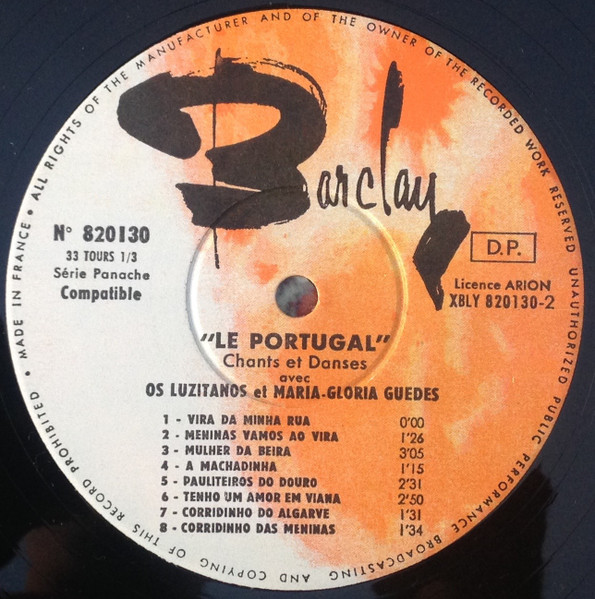 MADE IN FRANCE • ALL RIGHTS OF THE MANUFACTURER AND OF THE OWNER OF THE RECORDED WORK RESERVED UNAUTHORIZED PUBLIC PERFORMANCE BROADCASTING AND COPYING OF THIS RECORD PROHIBITED •
Barclay
N° 820130
33 TOURS 1/3
Série Panache
Compatible
D.P.
Licence ARION
XBLY 820130-2
"LE PORTUGAL"
Chants et Danses
avec
OS LUZITANOS et MARIA-GLORIA GUEDES
1 - VIRA DA MINHA RUA 0'00
2 - MENINAS VAMOS AO VIRA 1'26
3 - MULHER DA BEIRA 3'05
4 - A MACHADINHA 1'15
5 - PAULITEIROS DO DOURO 2'31
6 - TENHO UM AMOR EM VIANA 2'50
7 - CORRIDINHO DO ALGARVE 1'31
8 - CORRIDINHO DAS MENINAS 1'34